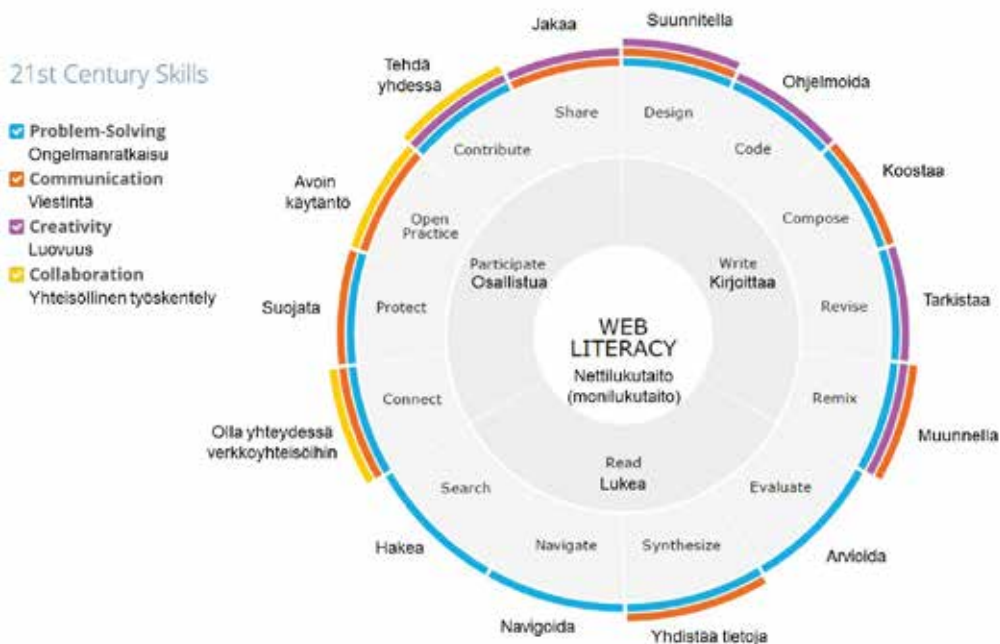 21st Century Skills
Problem-Solving
Ongelmanratkaisu
Communication
Viestintä
Creativity
Luovuus
Collaboration
Yhteisöllinen työskentely
Jakaa
Suunnitella
Tehdä
yhdessä
Ohjelmoida
Avoin
käytäntö
Koostaa
Suojata
Tarkistaa
Olla yhteydessä
verkkoyhteisöihin
Muunnella
Hakea
Arvioida
Navigoida
Yhdistää tietoja
Share
Design
Contribute
Code
Open
Practice
Compose
Protect
Revise
Connect
Remix
Search
Evaluate
Navigate
Synthesize
Participate
Osallistua
Write
Kirjoittaa
Read
Lukea
WEB
LITERACY
Nettilukutaito
(monilukutaito)